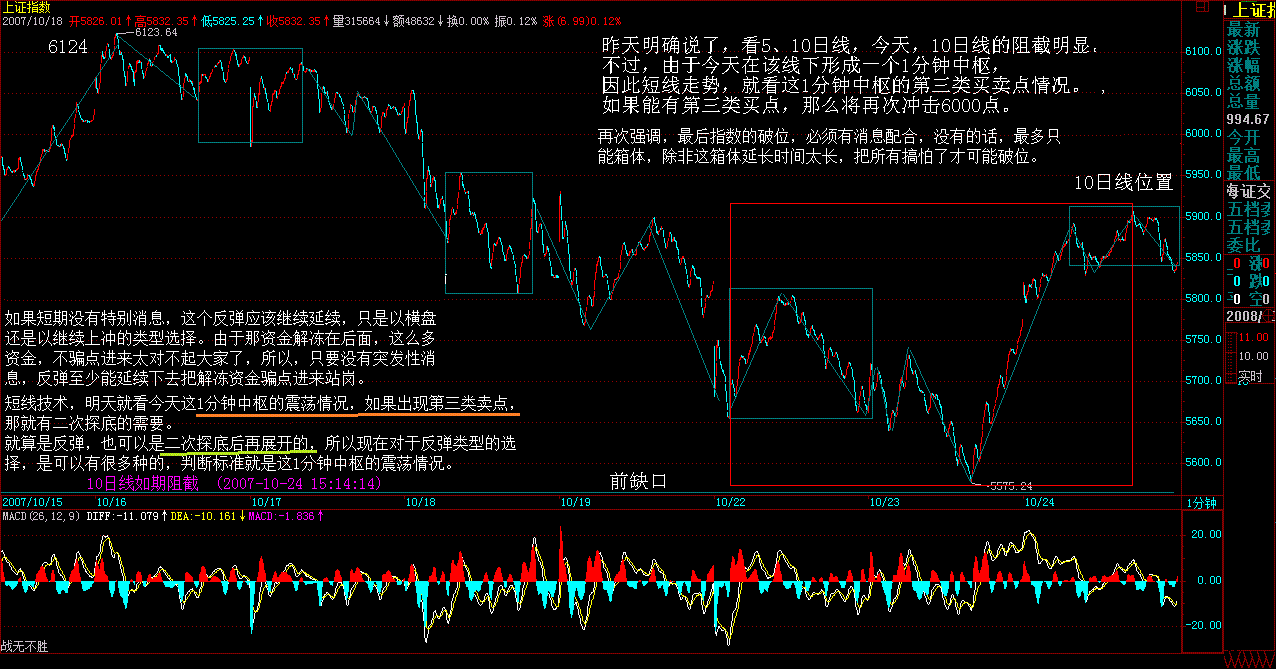 上证指数
2007/10/18 开5828.01↑高5832.35↑低5825.25↑收5832.35↑量315664↓额48632↓换0.00% 振0.12% 涨(6.99)0.12%
6124
6123.64
昨天明确说了，看5、10日线，今天，10日线的阻截明显．
不过，由于今天在该线下形成一个1分钟中枢，
因此短线走势，就看这1分钟中枢的第三类买卖点情况。
如果能有第三类买点，那么将再次冲击6000点。
再次强调，最后指数的破位，必须有消息配合，没有的话，最多只
能箱体，除非这箱体延长时间太长，把所有搞怕了才可能破位。
10日线位置
如果短期没有特别消息，这个反弹应该继续延续，只是以横盘
还是以继续上冲的类型选择。由于那资金解冻在后面，这么多
资金，不骗点进来太对不起大家了，所以，只要没有突发性消
息，反弹至少能延续下去把解冻资金骗点进来站岗。
短线技术，明天就看今天这1分钟中枢的震荡情况，如果出现第三类卖点，
那就有二次探底的需要。
就算是反弹，也可以是二次探底后再展开的，所以现在对于反弹类型的选
择，是可以有很多种的，判断标准就是这1分钟中枢的震荡情况。
10日线如期阻截 (2007-10-24 15:14:14)
前缺口
5575.24
6100.0
6050.0
6000.0
5950.0
5900.0
5850.0
5800.0
5750.0
5700.0
5650.0
5600.0
2007/10/15 10/16 10/17 10/18 10/19 10/22 10/23 10/24 1分钟
MACD(26,12,9) DIFF:-11.079↑DEA:-10.161↓MACD:-1.836↑
20.00
0.00
-20.00
战无不胜
上证指
最新
涨跌
涨幅
总额
总量
994.67
今开
最高
最低
每证交
五档
五档
委比
0 涨0
0 跌0
0 空0
2008/
11.00
10.00
实时